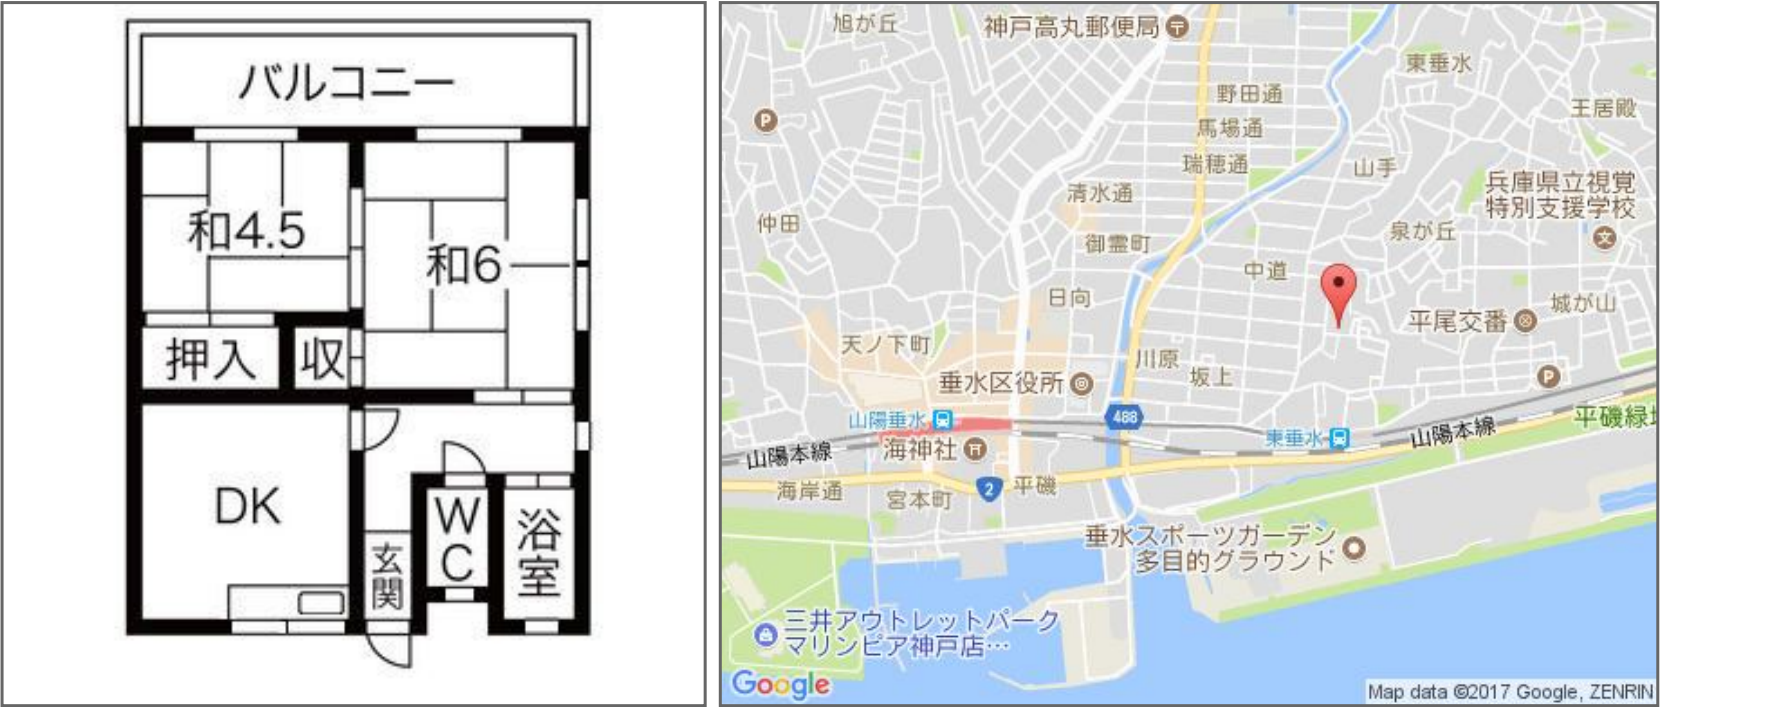 バルコニー
和4.5
和6
押入
収
DK
WC
浴室
玄関
旭が丘
神戸高丸郵便局
東垂水
野田通
王居殿
馬場通
瑞穂通
山手
清水通
兵庫県立視覚
特別支援学校
仲田
御霊町
泉が丘
中道
日向
城が山
平尾交番
天ノ下町
川原
坂上
垂水区役所
山陽垂水
488
東垂水
山陽本線
平磯緑
海神社
山陽本線
海岸通
宮本町
2
平磯
垂水スポーツガーデン
多目的グラウンド
三井アウトレットパーク
マリンピア神戸店…
P
P
Google
Map data ©2017 Google, ZENRIN